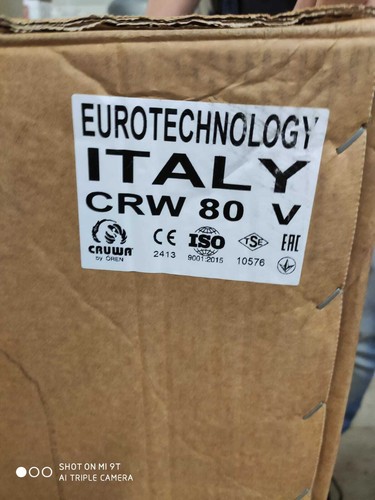 EUROTECHNOLOGY
ITALY
CRW 80 V
CRUWA
by ÖREN
CE
2413
ISO
9001:2015
TSE
10576
EAC
SHOT ON MI 9T
AI TRIPLE CAMERA